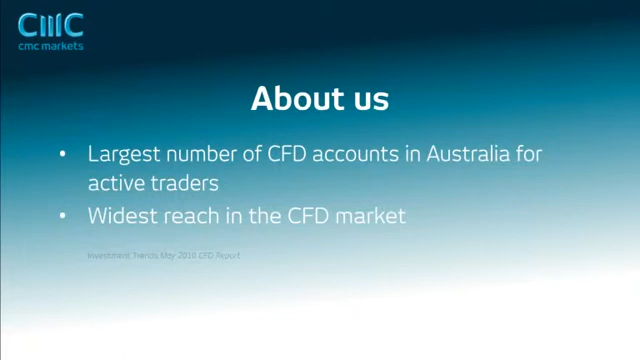 CMC
cmc markets
About us
• Largest number of CFD accounts in Australia for
active traders
• Widest reach in the CFD market
Investment Trends May 2010 CFD Report